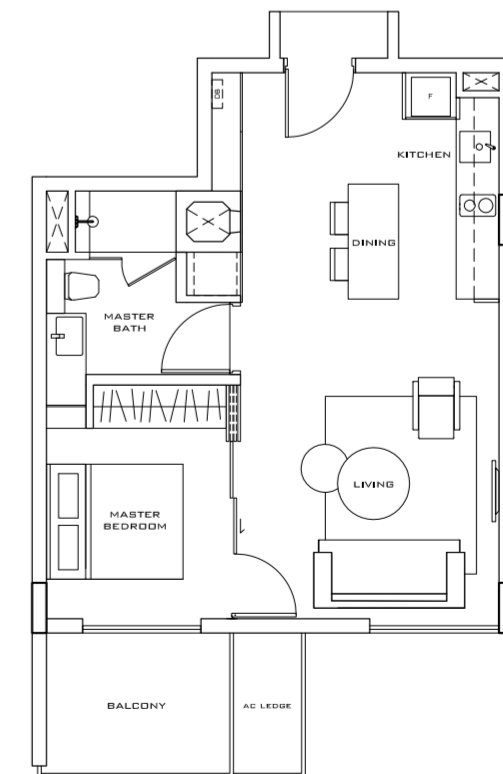 DB
F
KITCHEN
DINING
MASTER
BATH
LIVING
MASTER
BEDROOM
BALCONY
AC LEDGE